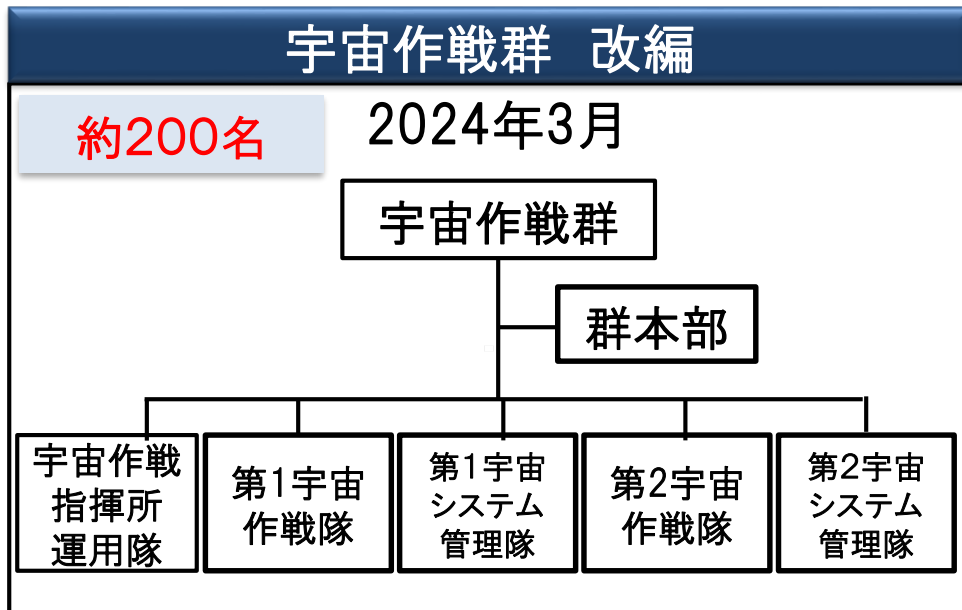 宇宙作戦群　改編
約２００名
2024年3月
宇宙作戦群
群本部
宇宙作戦
指揮所
運用隊
第1宇宙
作戦隊
第1宇宙
システム
管理隊
第2宇宙
作戦隊
第2宇宙
システム
管理隊